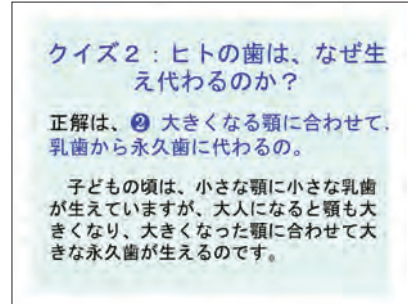 クイズ２：ヒトの歯は、なぜ生
え代わるのか？
正解は、❷ 大きくなる顎に合わせて.
乳歯から永久歯に代わるの。
子どもの頃は、小さな顎に小さな乳歯
が生えていますが、大人になると顎も大
きくなり、大きくなった顎に合わせて大
きな永久歯が生えるのです。